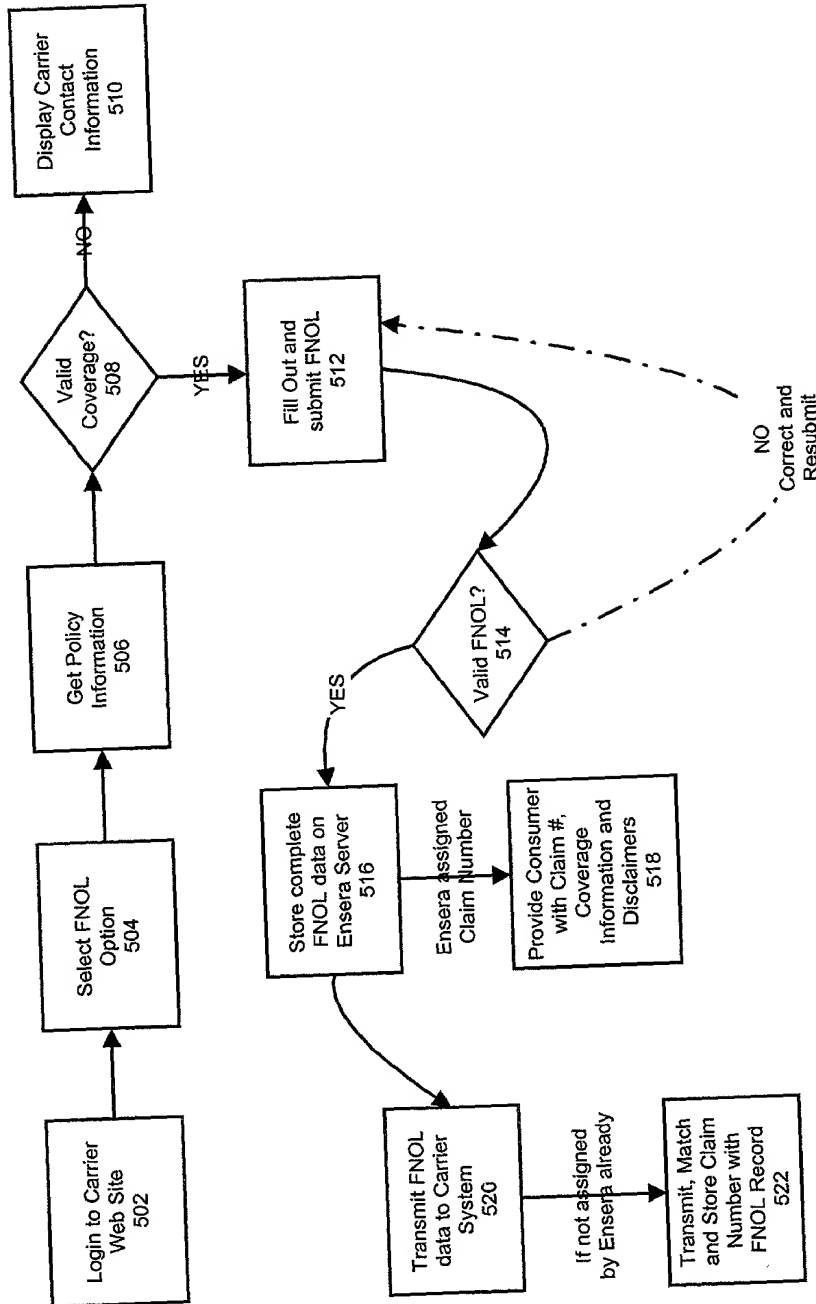 Login to Carrier
Web Site
502
Select FNOL
Option
504
Get Policy
Information
506
Valid
Coverage?
508
NO
Display Carrier
Contact
Information
510
YES
Fill Out and
submit FNOL
512
Valid FNOL?
514
NO
Correct and
Resubmit
YES
Store complete
FNOL data on
Ensera Server
516
Ensera assigned
Claim Number
Provide Consumer
with Claim #,
Coverage
Information and
Disclaimers
518
Transmit FNOL
data to Carrier
System
520
If not assigned
by Ensera already
Transmit, Match
and Store Claim
Number with
FNOL Record
522